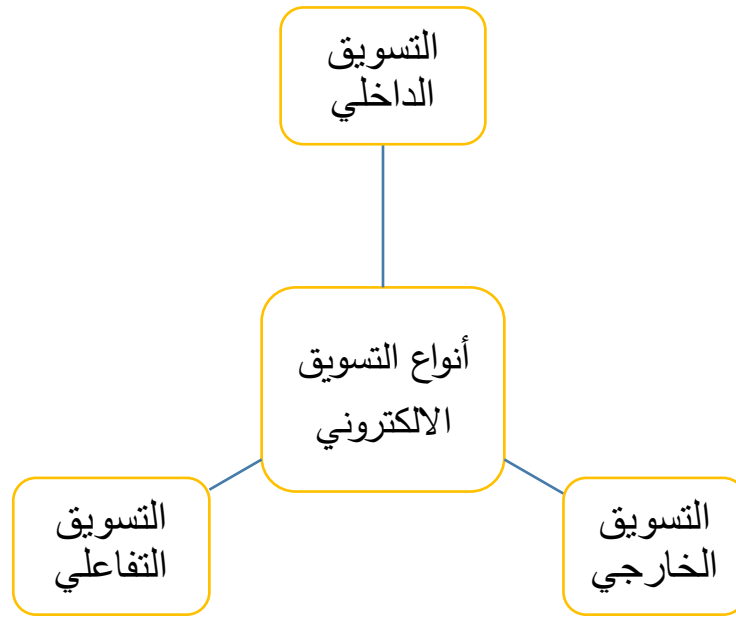 التسويق
الداخلي
أنواع التسويق
الالكتروني
التسويق
الخارجي
التسويق
التفاعلي